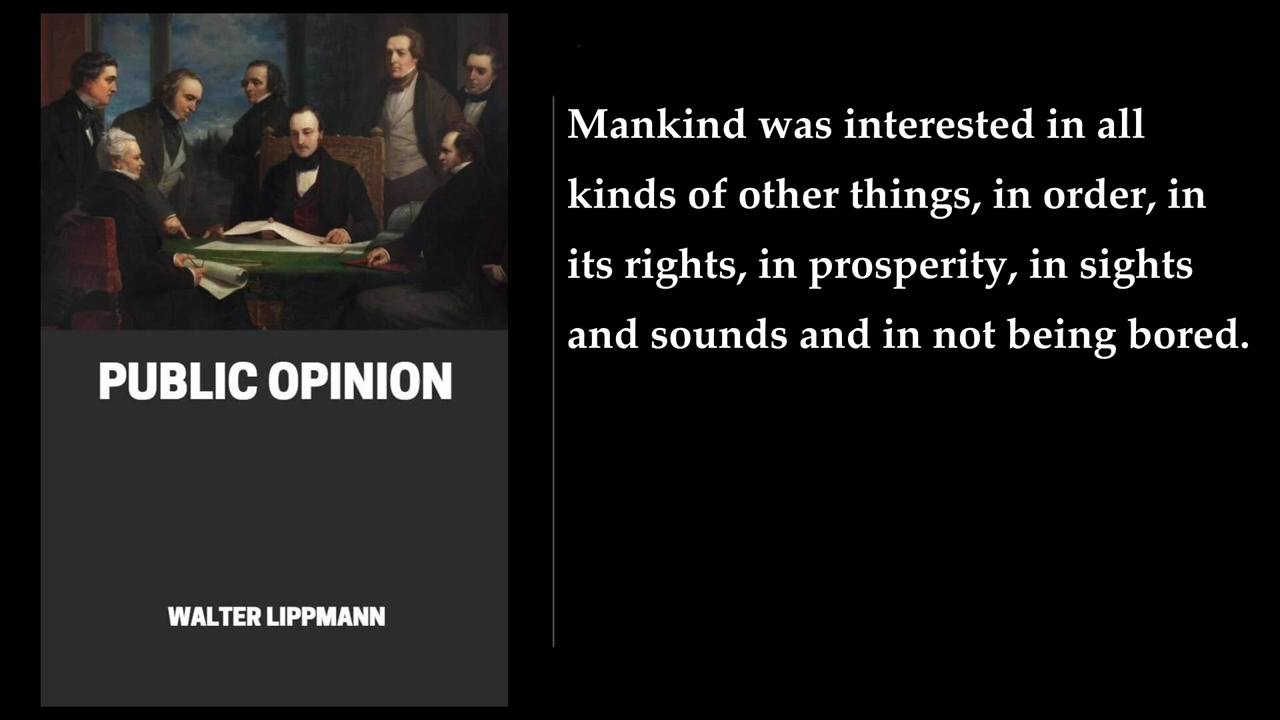 PUBLIC OPINION
WALTER LIPPMANN
Mankind was interested in all
kinds of other things, in order, in
its rights, in prosperity, in sights
and sounds and in not being bored.